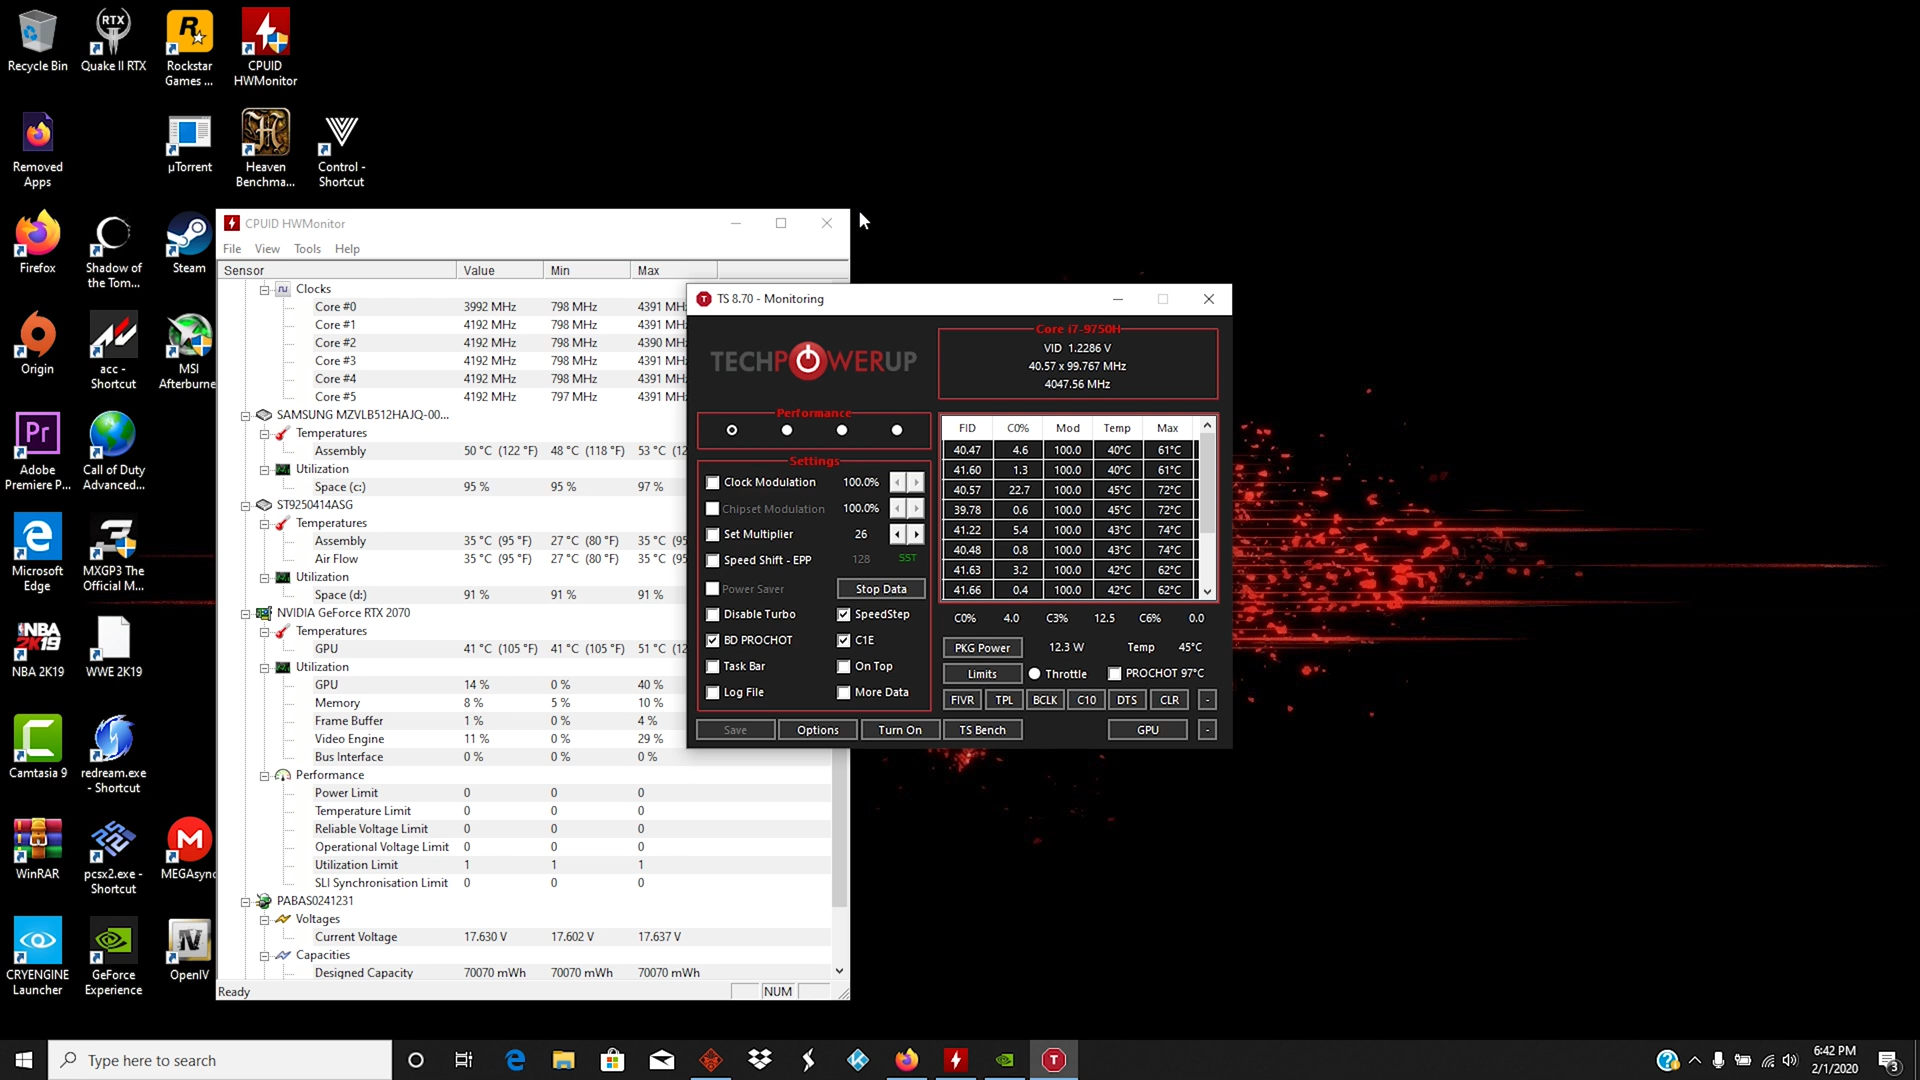 Recycle Bin
Quake II RTX
Rockstar
Games ...
CPUID
HWMonitor
Removed
Apps
µTorrent
Heaven
Benchma...
Control -
Shortcut
Firefox
Shadow of
the Tom...
Steam
Origin
acc -
Shortcut
MSI
Afterburne
Adobe
Premiere P...
Call of Duty
Advanced...
Microsoft
Edge
MXGP3 The
Official M...
NBA 2K19
WWE 2K19
Camtasia 9
redream.exe
- Shortcut
WinRAR
pcsx2.exe -
Shortcut
MEGAsync
CRYENGINE
Launcher
GeForce
Experience
OpenIV
CPUID HWMonitor
File View Tools Help
Sensor Value Min Max
Clocks
Core #0 3992 MHz 798 MHz 4391 MH
Core #1 4192 MHz 798 MHz 4391 MH
Core #2 4192 MHz 798 MHz 4390 MH
Core #3 4192 MHz 798 MHz 4391 MH
Core #4 4192 MHz 798 MHz 4391 MH
Core #5 4192 MHz 797 MHz 4391 MH
SAMSUNG MZVLB512HAJQ-00...
Temperatures
Assembly 50 °C (122 °F) 48 °C (118 °F) 53 °C (12
Utilization
Space (c:) 95 % 95 % 97 %
ST9250414ASG
Temperatures
Assembly 35 °C (95 °F) 27 °C (80 °F) 35 °C (95
Air Flow 35 °C (95 °F) 27 °C (80 °F) 35 °C (95
Utilization
Space (d:) 91 % 91 % 91 %
NVIDIA GeForce RTX 2070
Temperatures
GPU 41 °C (105 °F) 41 °C (105 °F) 51 °C (12
Utilization
GPU 14 % 0 % 40 %
Memory 8 % 5 % 10 %
Frame Buffer 1 % 0 % 4 %
Video Engine 11 % 0 % 29 %
Bus Interface 0 % 0 % 0 %
Performance
Power Limit 0 0 0
Temperature Limit 0 0 0
Reliable Voltage Limit 0 0 0
Operational Voltage Limit 0 0 0
Utilization Limit 1 1 1
SLI Synchronisation Limit 0 0 0
PABAS0241231
Voltages
Current Voltage 17.630 V 17.602 V 17.637 V
Capacities
Designed Capacity 70070 mWh 70070 mWh 70070 mWh
Ready NUM
TS 8.70 - Monitoring
TECHPOWERUP
Core i7-9750H
VID 1.2286 V
40.57 x 99.767 MHz
4047.56 MHz
Performance
Settings
Clock Modulation 100.0%
Chipset Modulation 100.0%
Set Multiplier 26
Speed Shift - EPP 128 SST
Power Saver Stop Data
Disable Turbo SpeedStep
BD PROCHOT C1E
Task Bar On Top
Log File More Data
FID C0% Mod Temp Max
40.47 4.6 100.0 40°C 61°C
41.60 1.3 100.0 40°C 61°C
40.57 22.7 100.0 45°C 72°C
39.78 0.6 100.0 45°C 72°C
41.22 5.4 100.0 43°C 74°C
40.48 0.8 100.0 43°C 74°C
41.63 3.2 100.0 42°C 62°C
41.66 0.4 100.0 42°C 62°C
C0% 4.0 C3% 12.5 C6% 0.0
PKG Power 12.3 W Temp 45°C
Limits Throttle PROCHOT 97°C
FIVR TPL BCLK C10 DTS CLR -
Save Options Turn On TS Bench GPU -
Type here to search
6:42 PM
2/1/2020
3